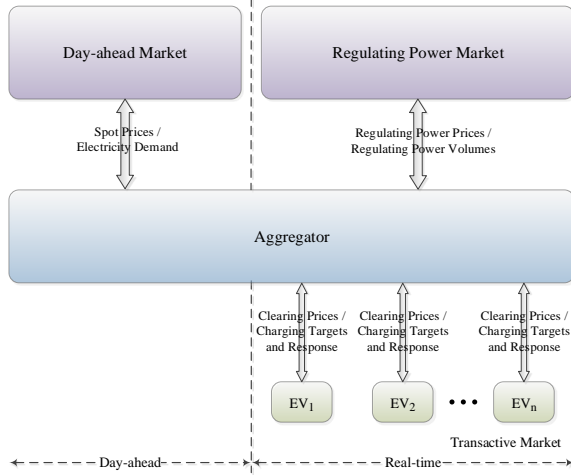 Day-ahead Market
Regulating Power Market
Spot Prices /
Electricity Demand
Regulating Power Prices /
Regulating Power Volumes
Aggregator
Clearing Prices /
Charging Targets
and Response
Clearing Prices /
Charging Targets
and Response
Clearing Prices /
Charging Targets
and Response
EV1
EV2
•••
EVn
Transactive Market
Day-ahead
Real-time